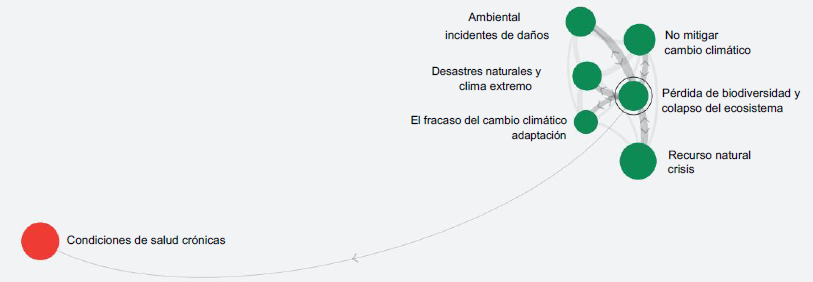 Ambiental
incidentes de daños
No mitigar
cambio climático
Desastres naturales y
clima extremo
Pérdida de biodiversidad y
colapso del ecosistema
El fracaso del cambio climático
adaptación
Recurso natural
crisis
Condiciones de salud crónicas